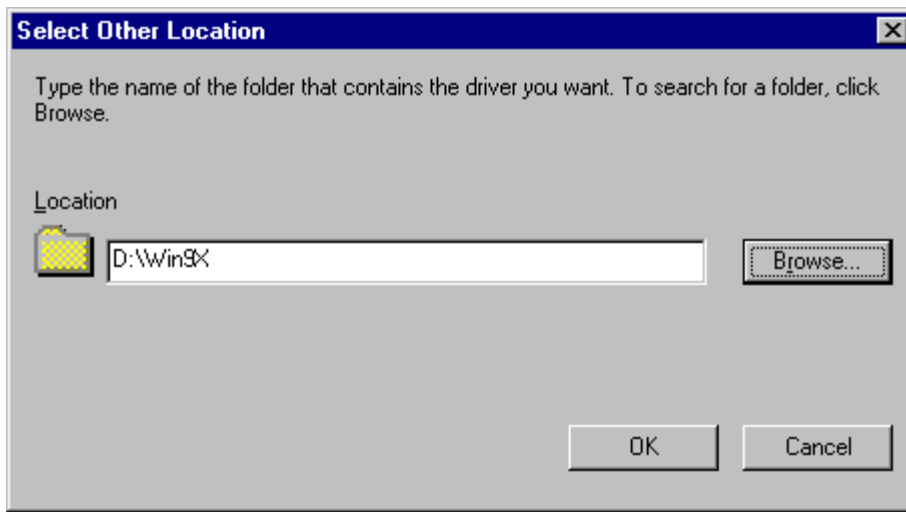 Select Other Location
Type the name of the folder that contains the driver you want. To search for a folder, click
Browse.
Location
D:\Win9X
Browse...
OK
Cancel